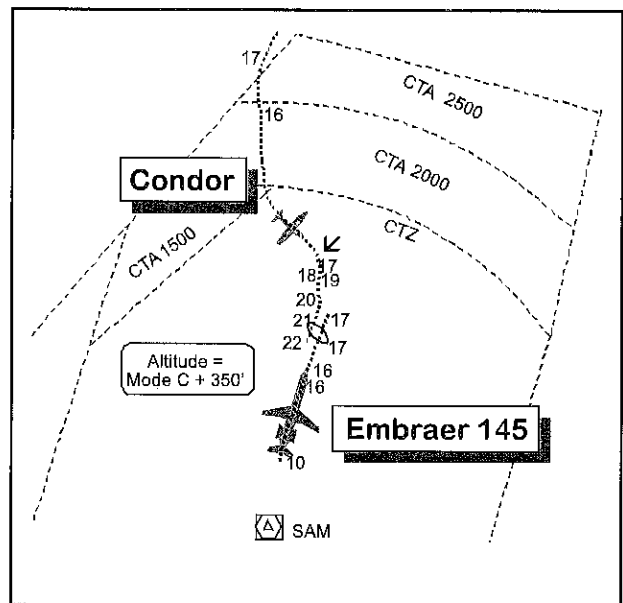 17
CTA 2500
16
CTA 2000
Condor
CTZ
CTA 1500
17
18
19
20
21
17
22
17
Altitude =
Mode C + 350'
16
16
Embraer 145
10
SAM